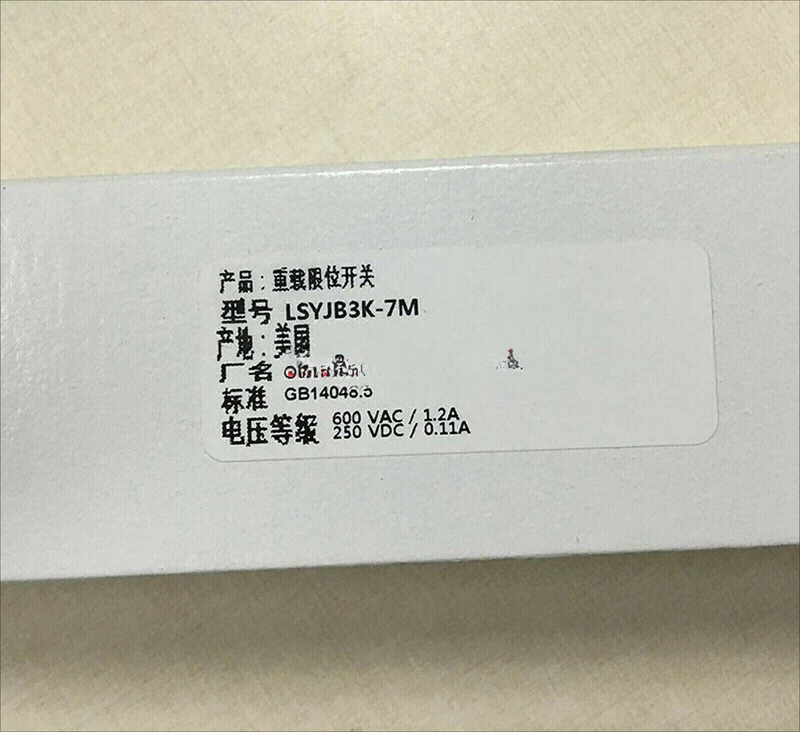 产品：重载限位开关
型号 LSYJB3K-7M
产地：美国
厂名
标准 GB14048.5
电压等级 600 VAC / 1.2A
250 VDC / 0.11A